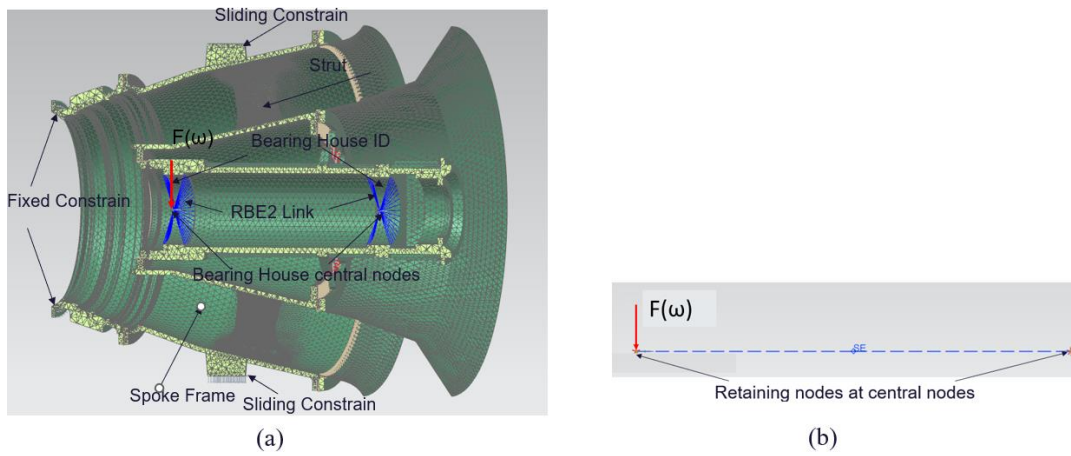 Sliding Constrain
Strut
F(ω)
Bearing House ID
Fixed Constrain
RBE2 Link
Bearing House central nodes
Spoke Frame
Sliding Constrain
(a)
F(ω)
SE
Retaining nodes at central nodes
(b)